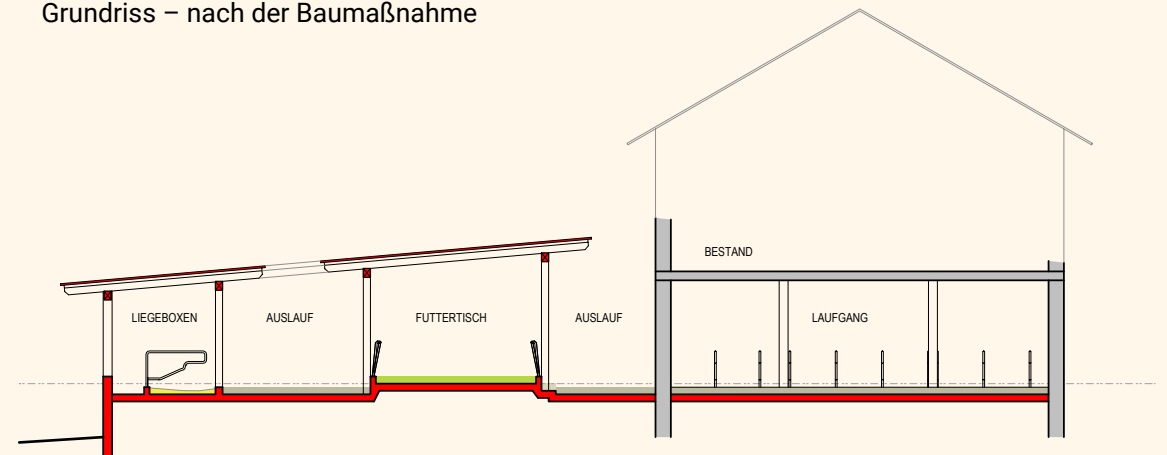 Grundriss – nach der Baumaßnahme
BESTAND
LIEGEBOXEN
AUSLAUF
FUTTERTISCH
AUSLAUF
LAUFGANG